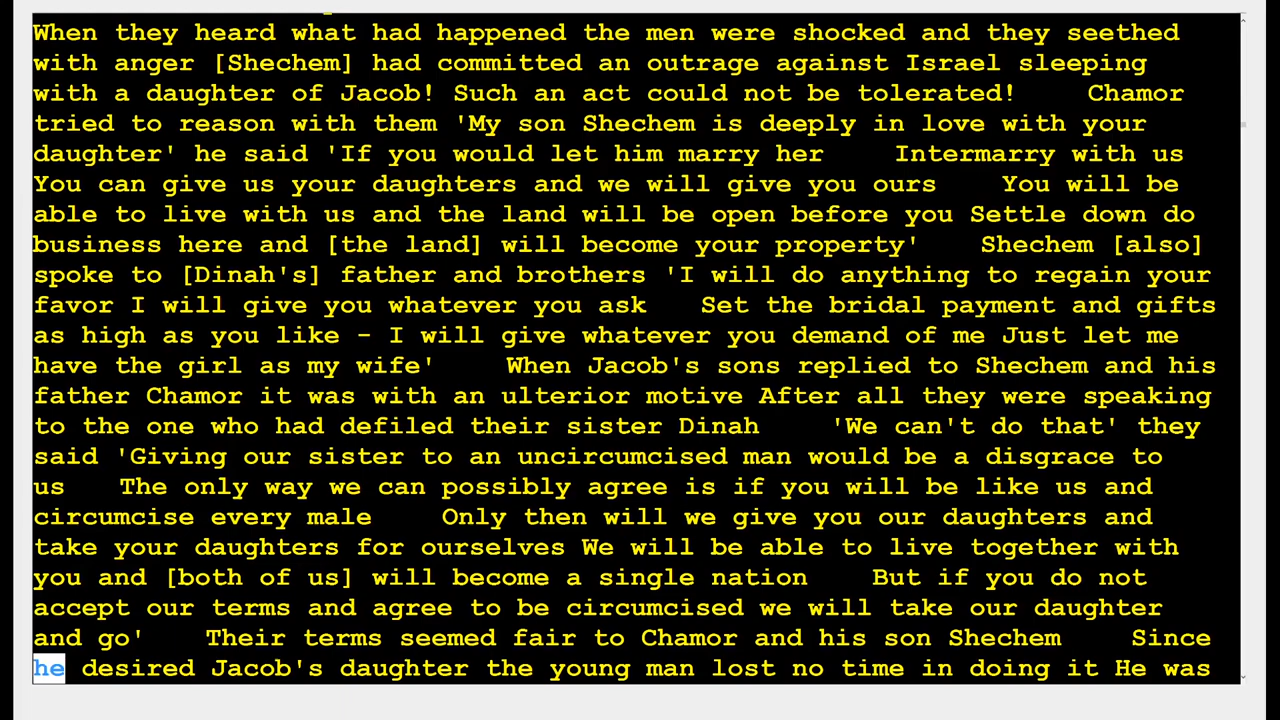 When they heard what had happened the men were shocked and they seethed
with anger [Shechem] had committed an outrage against Israel sleeping
with a daughter of Jacob! Such an act could not be tolerated!     Chamor
tried to reason with them 'My son Shechem is deeply in love with your
daughter' he said 'If you would let him marry her     Intermarry with us
You can give us your daughters and we will give you ours     You will be
able to live with us and the land will be open before you Settle down do
business here and [the land] will become your property'     Shechem [also]
spoke to [Dinah's] father and brothers 'I will do anything to regain your
favor I will give you whatever you ask    Set the bridal payment and gifts
as high as you like – I will give whatever you demand of me Just let me
have the girl as my wife'     When Jacob's sons replied to Shechem and his
father Chamor it was with an ulterior motive After all they were speaking
to the one who had defiled their sister Dinah     'We can't do that' they
said 'Giving our sister to an uncircumcised man would be a disgrace to
us    The only way we can possibly agree is if you will be like us and
circumcise every male     Only then will we give you our daughters and
take your daughters for ourselves We will be able to live together with
you and [both of us] will become a single nation     But if you do not
accept our terms and agree to be circumcised we will take our daughter
and go'     Their terms seemed fair to Chamor and his son Shechem     Since
he desired Jacob's daughter the young man lost no time in doing it He was